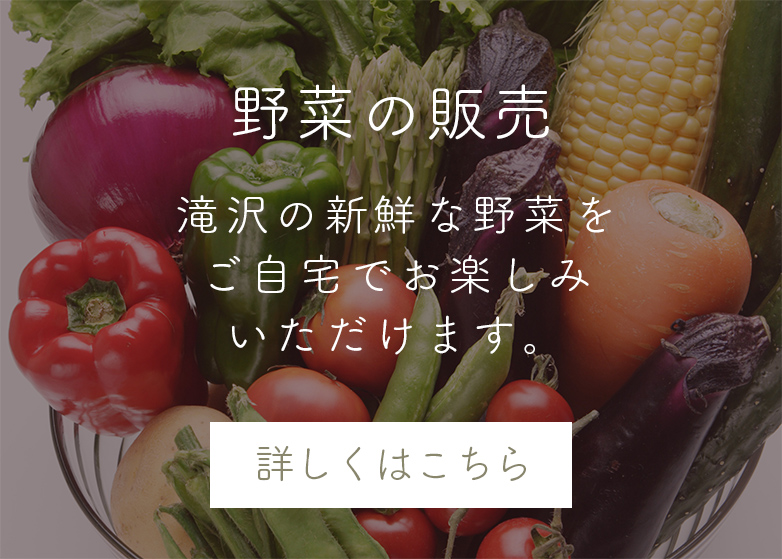 野菜の販売
滝沢の新鮮な野菜を
ご自宅でお楽しみ
いただけます。
詳しくはこちら